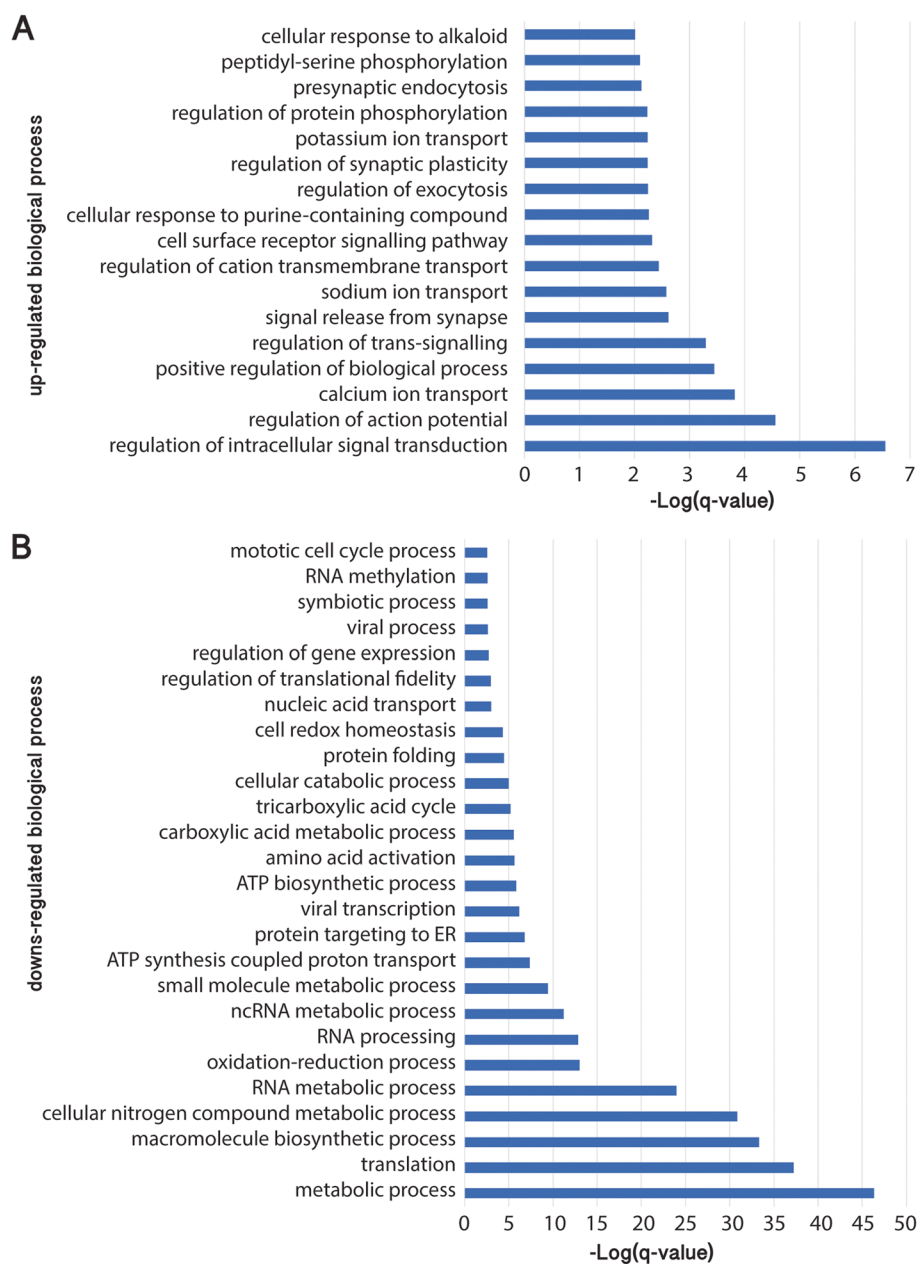 A
up-regulated biological process
cellular response to alkaloid
peptidyl-serine phosphorylation
presynaptic endocytosis
regulation of protein phosphorylation
potassium ion transport
regulation of synaptic plasticity
regulation of exocytosis
cellular response to purine-containing compound
cell surface receptor signalling pathway
regulation of cation transmembrane transport
sodium ion transport
signal release from synapse
regulation of trans-signalling
positive regulation of biological process
calcium ion transport
regulation of action potential
regulation of intracellular signal transduction
0 1 2 3 4 5 6 7
-Log(q-value)
B
downs-regulated biological process
mototic cell cycle process
RNA methylation
symbiotic process
viral process
regulation of gene expression
regulation of translational fidelity
nucleic acid transport
cell redox homeostasis
protein folding
cellular catabolic process
tricarboxylic acid cycle
carboxylic acid metabolic process
amino acid activation
ATP biosynthetic process
viral transcription
protein targeting to ER
ATP synthesis coupled proton transport
small molecule metabolic process
ncRNA metabolic process
RNA processing
oxidation-reduction process
RNA metabolic process
cellular nitrogen compound metabolic process
macromolecule biosynthetic process
translation
metabolic process
0 5 10 15 20 25 30 35 40 45 50
-Log(q-value)